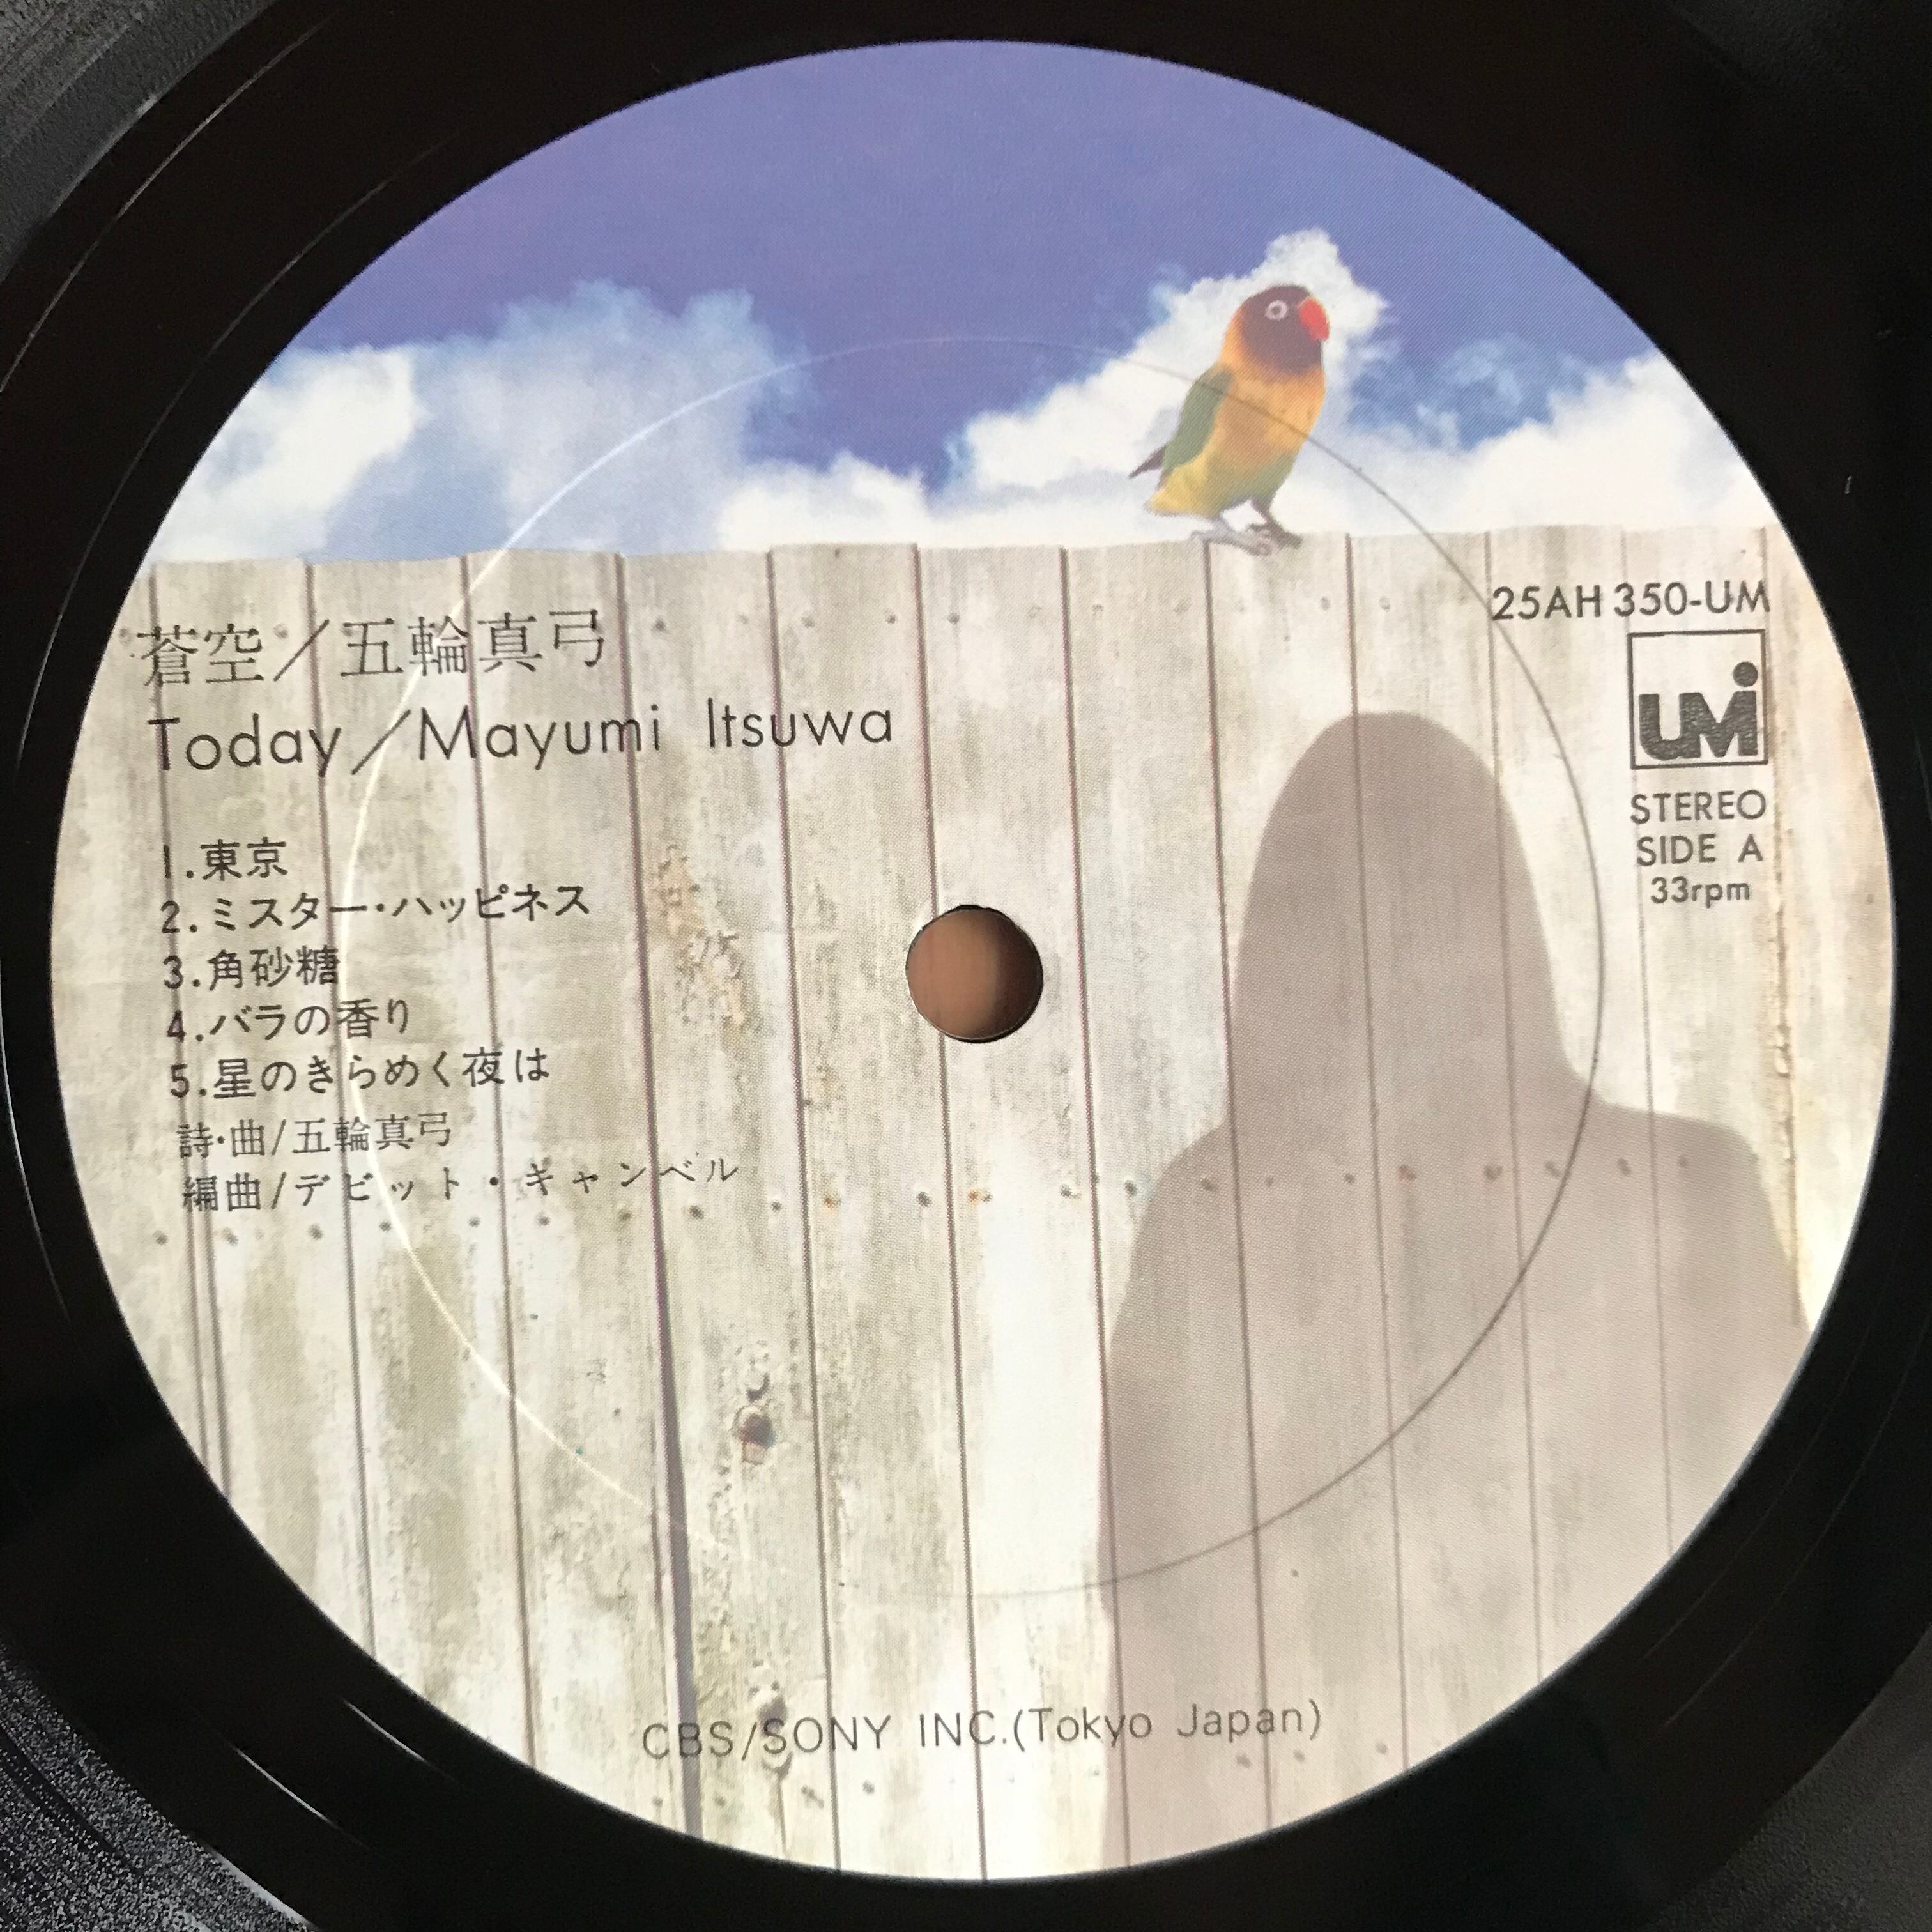 蒼空／五輪真弓
Today／Mayumi Itsuwa
1.東京
2.ミスター・ハッピネス
3.角砂糖
4.バラの香り
5.星のきらめく夜は
詩・曲/五輪真弓
編曲/デビット・キャンベル
25AH 350-UM
UMI
STEREO
SIDE A
33rpm
CBS/SONY INC.(Tokyo Japan)